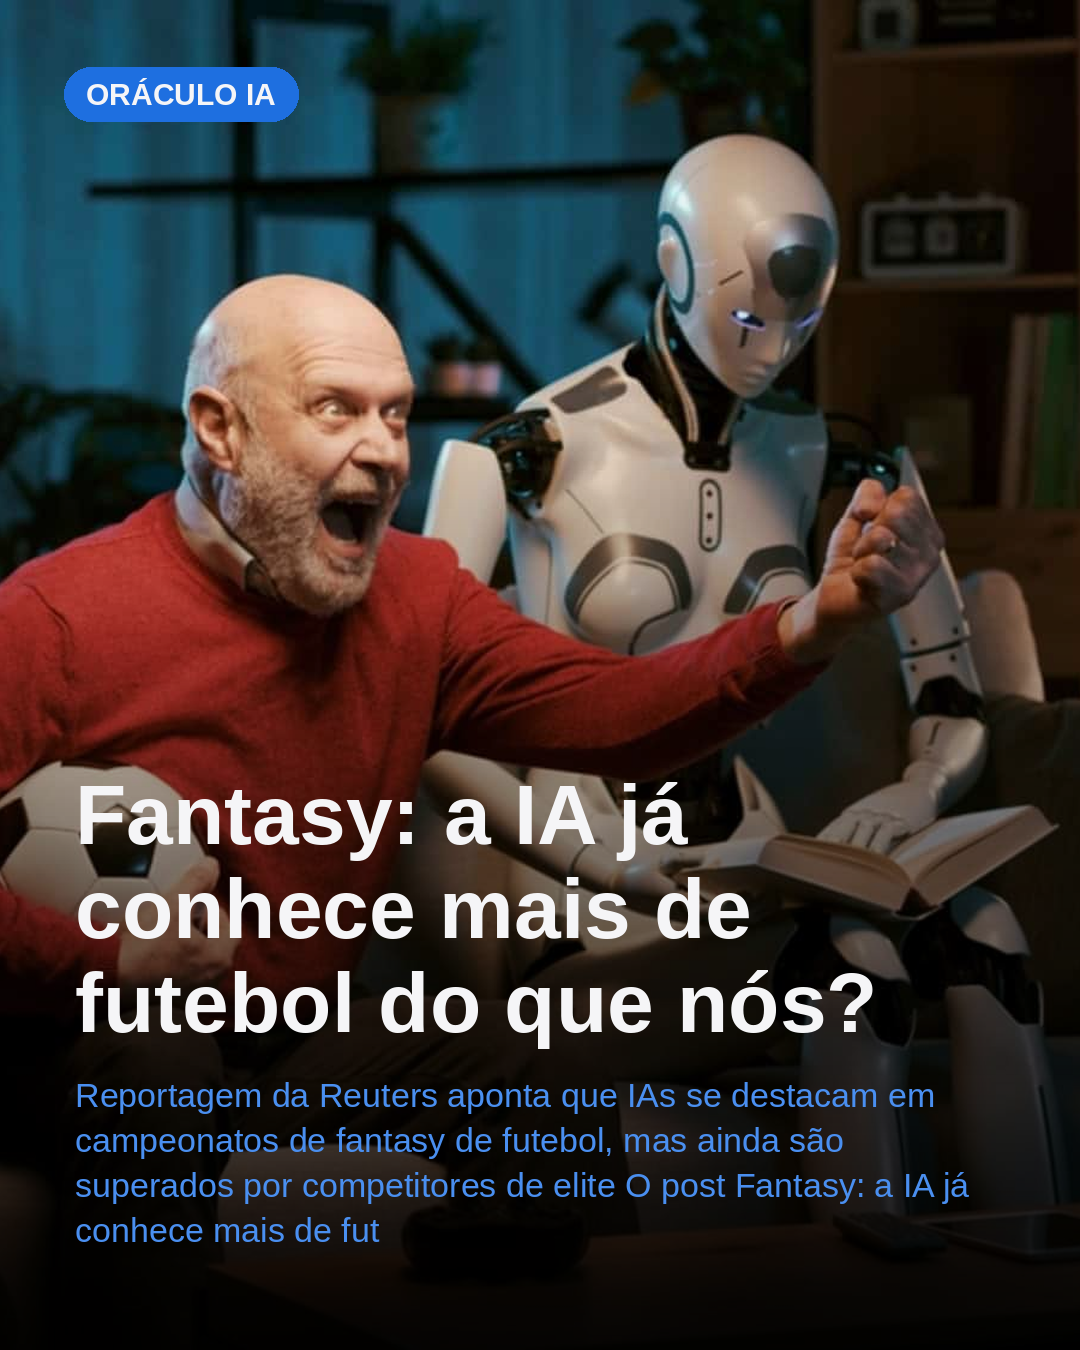 ORÁCULO IA
Fantasy: a IA já
conhece mais de
futebol do que nós?
Reportagem da Reuters aponta que IAs se destacam em
campeonatos de fantasy de futebol, mas ainda são
superados por competitores de elite O post Fantasy: a IA já
conhece mais de fut